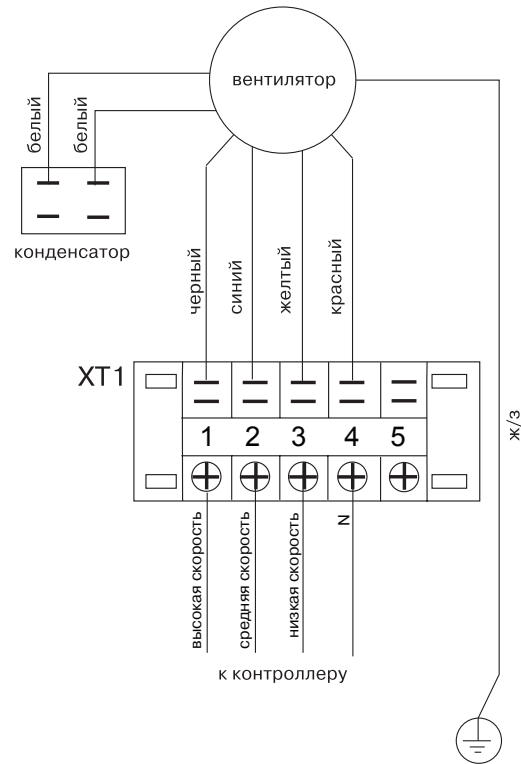 вентилятор
белый
белый
конденсатор
черный
синий
желтый
красный
XT1
ж/з
1 2 3 4 5
высокая скорость
средняя скорость
низкая скорость
N
к контроллеру